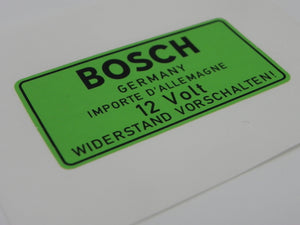 BOSCH
GERMANY
IMPORTE D'ALLEMAGNE
12 Volt
WIDERSTAND VORSCHALTEN!